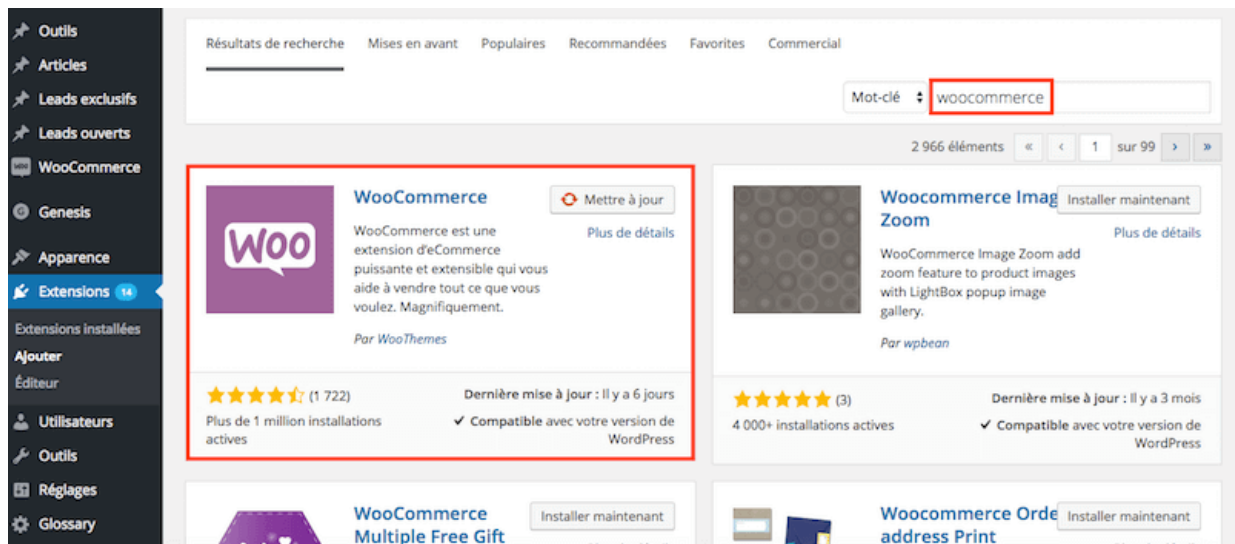 Outils
Articles
Leads exclusifs
Leads ouverts
WooCommerce
Genesis
Apparence
Extensions 14
Extensions installées
Ajouter
Éditeur
Utilisateurs
Outils
Réglages
Glossary
Résultats de recherche Mises en avant Populaires Recommandées Favorites Commercial
Mot-clé woocommerce
2 966 éléments « ‹ 1 sur 99 › »
WOO
WooCommerce
Mettre à jour
Plus de détails
WooCommerce est une
extension d'eCommerce
puissante et extensible qui vous
aide à vendre tout ce que vous
voulez. Magnifiquement.
Par WooThemes
(1 722)
Plus de 1 million installations
actives
Dernière mise à jour : Il y a 6 jours
✓ Compatible avec votre version de
WordPress
Woocommerce Imag
Zoom
Installer maintenant
Plus de détails
WooCommerce Image Zoom add
zoom feature to product images
with LightBox popup image
gallery.
Par wpbean
(3)
4 000+ installations actives
Dernière mise à jour : Il y a 3 mois
✓ Compatible avec votre version de
WordPress
WooCommerce
Multiple Free Gift
Installer maintenant
Woocommerce Orde
address Print
Installer maintenant